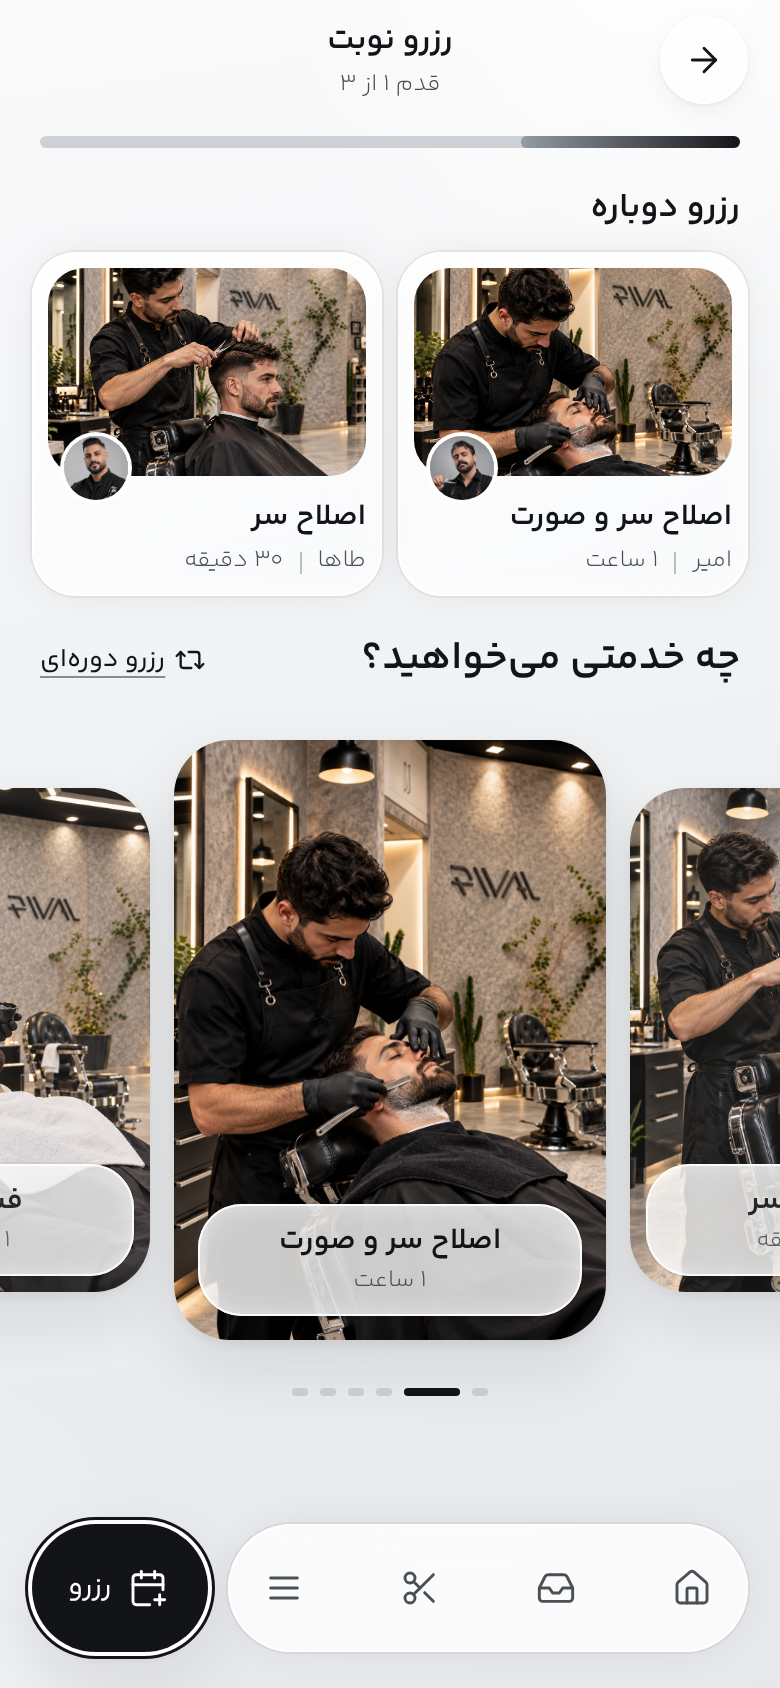 رزرو نوبت
قدم ۱ از ۳
رزرو دوباره
اصلاح سر و صورت
امیر | ۱ ساعت
اصلاح سر
طاها | ۳۰ دقیقه
چه خدمتی می‌خواهید؟
رزرو دوره‌ای
اصلاح سر و صورت
۱ ساعت
رزرو